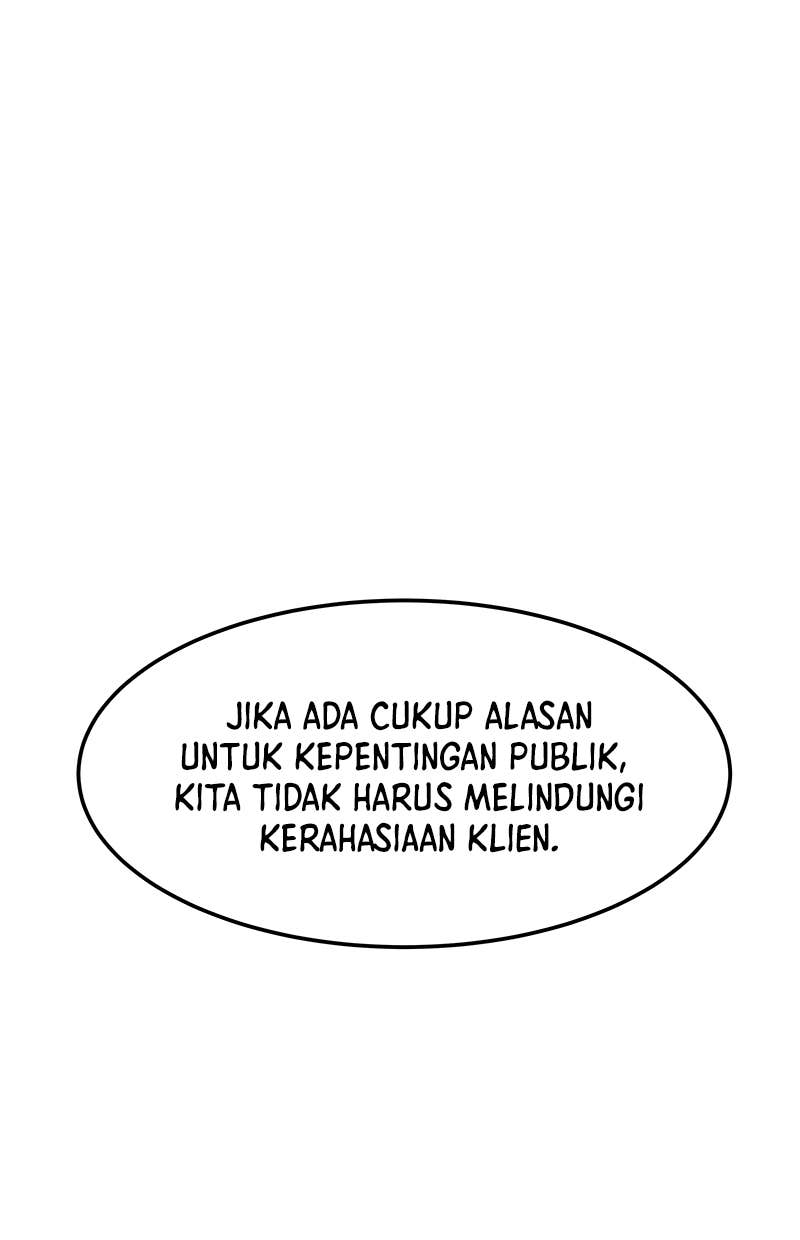 JIKA ADA CUKUP ALASAN
UNTUK KEPENTINGAN PUBLIK,
KITA TIDAK HARUS MELINDUNGI
KERAHASIAAN KLIEN.